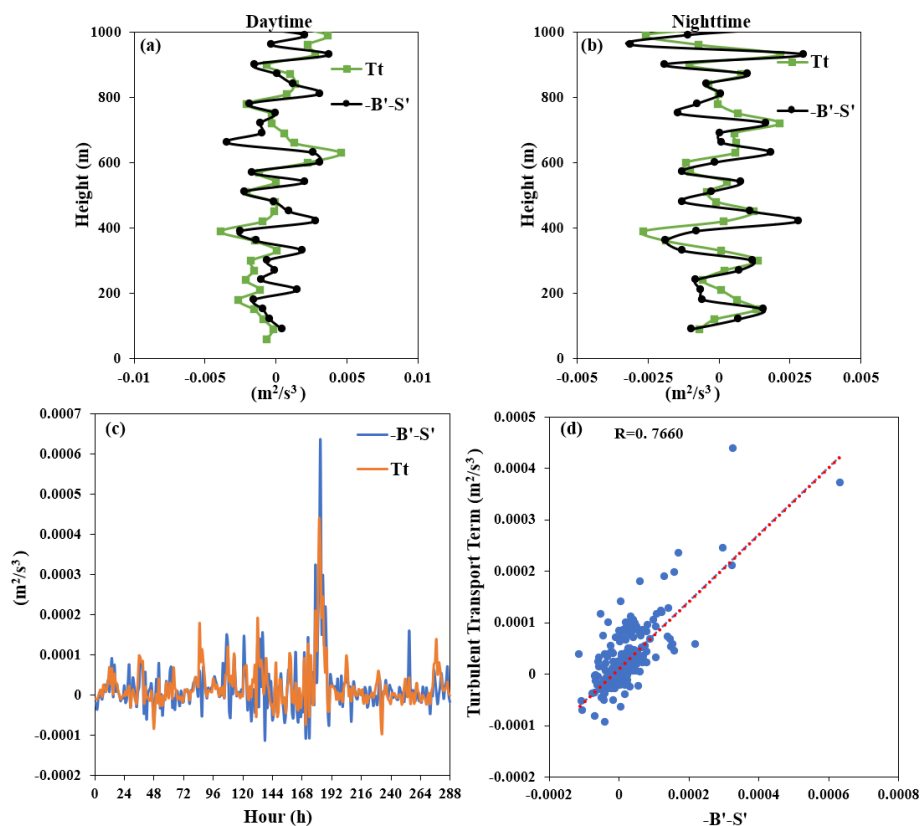 Daytime
(a)
Tt
-B'-S'
Height (m)
1000
800
600
400
200
0
-0.01 -0.005 0 0.005 0.01
(m²/s³)
Nighttime
(b)
Tt
-B'-S'
Height (m)
1000
800
600
400
200
0
-0.005 -0.0025 0 0.0025 0.005
(m²/s³)
(c)
-B'-S'
Tt
(m²/s³)
0.0007
0.0006
0.0005
0.0004
0.0003
0.0002
0.0001
0
-0.0001
-0.0002
0 24 48 72 96 120 144 168 192 216 240 264 288
Hour (h)
(d)
R=0. 7660
Turbulent Transport Term (m²/s³)
0.0005
0.0004
0.0003
0.0002
0.0001
0
-0.0001
-0.0002
-0.0002 0 0.0002 0.0004 0.0006 0.0008
-B'-S'